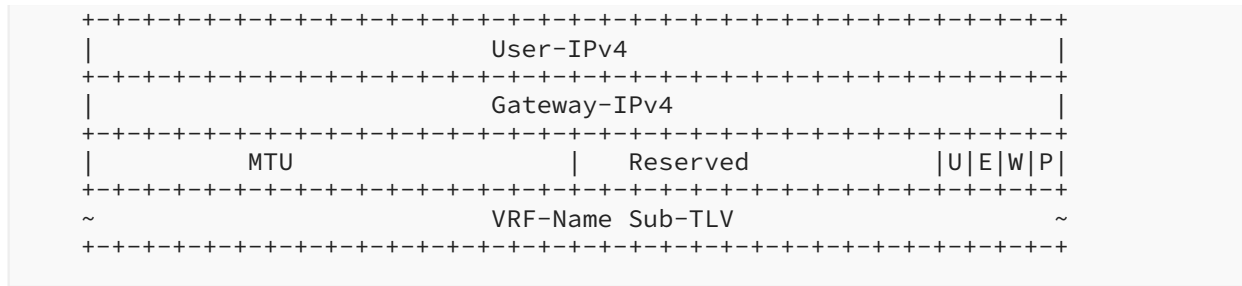 +-+-+-+-+-+-+-+-+-+-+-+-+-+-+-+-+-+-+-+-+-+-+-+-+-+-+-+-+-+-+-+-+
|                          User-IPv4                            |
+-+-+-+-+-+-+-+-+-+-+-+-+-+-+-+-+-+-+-+-+-+-+-+-+-+-+-+-+-+-+-+-+
|                          Gateway-IPv4                         |
+-+-+-+-+-+-+-+-+-+-+-+-+-+-+-+-+-+-+-+-+-+-+-+-+-+-+-+-+-+-+-+-+
|          MTU                  |   Reserved            |U|E|W|P|
+-+-+-+-+-+-+-+-+-+-+-+-+-+-+-+-+-+-+-+-+-+-+-+-+-+-+-+-+-+-+-+-+
~                          VRF-Name Sub-TLV                     ~
+-+-+-+-+-+-+-+-+-+-+-+-+-+-+-+-+-+-+-+-+-+-+-+-+-+-+-+-+-+-+-+-+